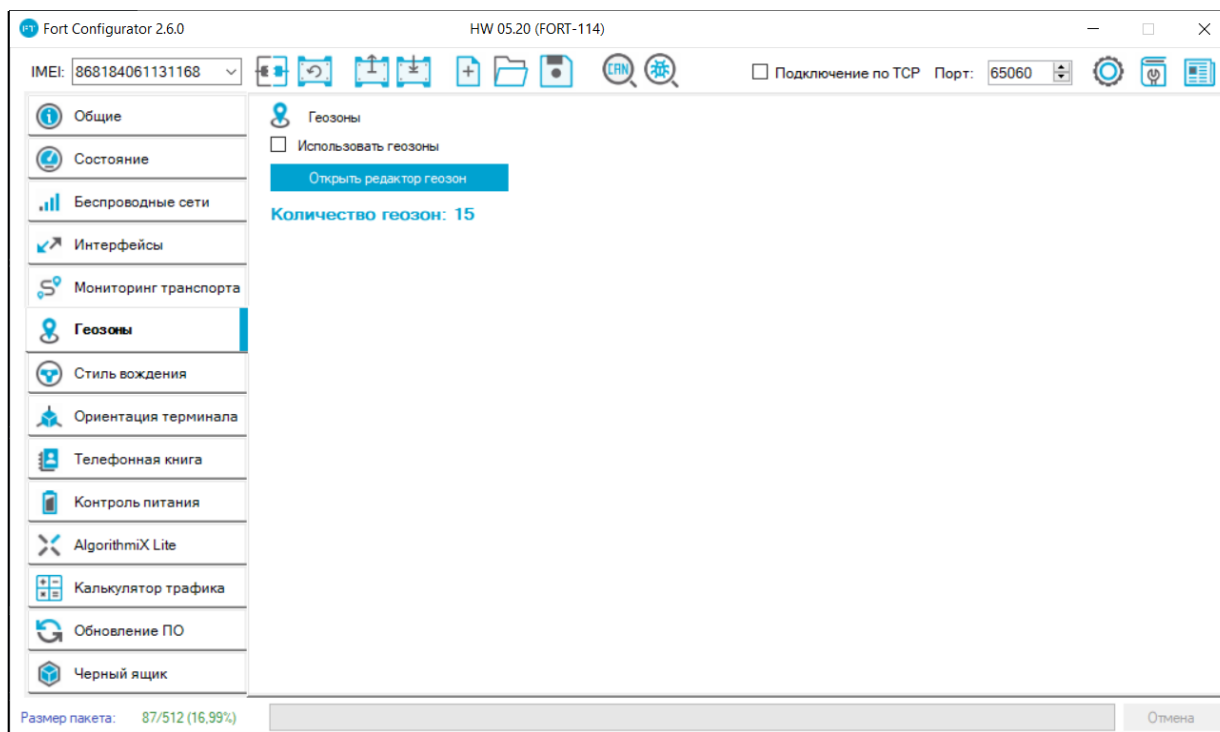 FT Fort Configurator 2.6.0 HW 05.20 (FORT-114)
IMEI: 868184061131168 CAN Подключение по TCP Порт: 65060
Общие
Состояние
Беспроводные сети
Интерфейсы
Мониторинг транспорта
Геозоны
Стиль вождения
Ориентация терминала
Телефонная книга
Контроль питания
AlgorithmiX Lite
Калькулятор трафика
Обновление ПО
Черный ящик
Геозоны
Использовать геозоны
Открыть редактор геозон
Количество геозон: 15
Размер пакета: 87/512 (16,99%) Отмена